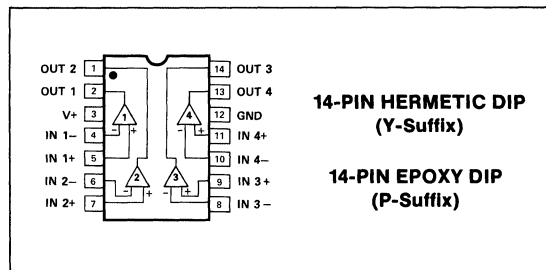 OUT 2 1
OUT 1 2
V+ 3
IN 1− 4
IN 1+ 5
IN 2− 6
IN 2+ 7
14 OUT 3
13 OUT 4
12 GND
11 IN 4+
10 IN 4−
9 IN 3+
8 IN 3−
1
− +
4
− +
2
− +
3
− +
14-PIN HERMETIC DIP
(Y-Suffix)
14-PIN EPOXY DIP
(P-Suffix)